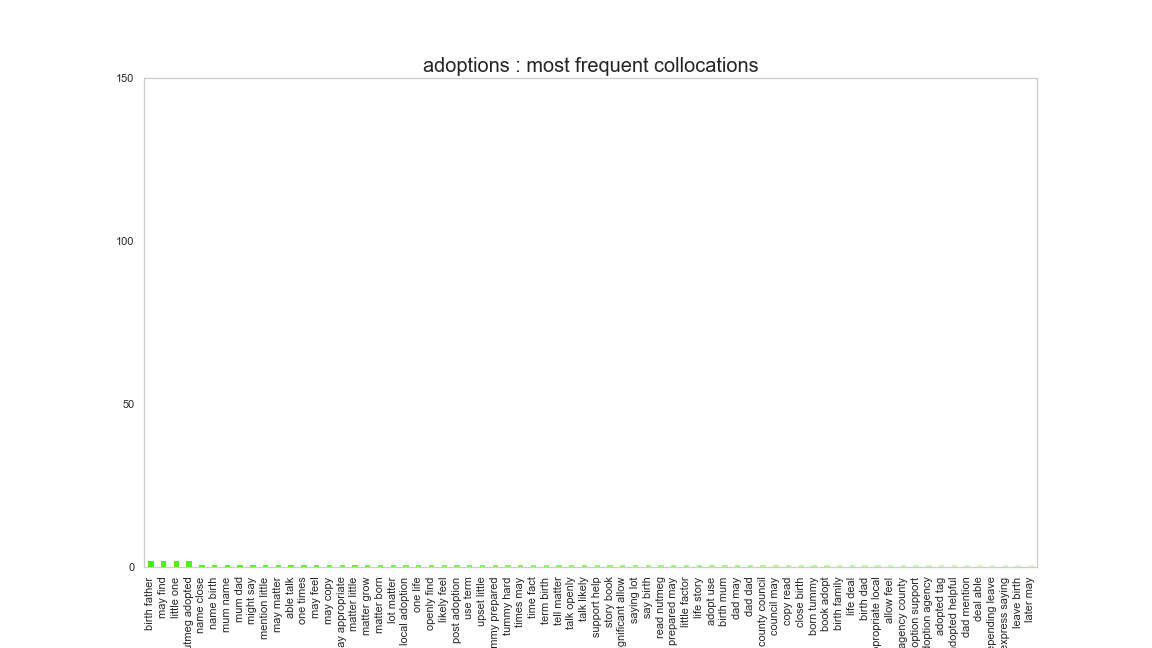 adoptions : most frequent collocations
150
100
50
0
birth father
may find
little one
utmeg adopted
name close
name birth
mum name
mum dad
might say
mention little
may matter
able talk
one times
may feel
may copy
ay appropriate
matter little
matter grow
matter born
lot matter
local adoption
one life
openly find
likely feel
post adoption
use term
upset little
mmy prepared
tummy hard
times may
time fact
term birth
tell matter
talk openly
talk likely
support help
story book
gnificant allow
saying lot
say birth
read nutmeg
prepared may
little factor
life story
adopt use
birth mum
dad may
dad dad
county council
council may
copy read
close birth
born tummy
book adopt
birth family
life deal
birth dad
propriate local
allow feel
agency county
option support
doption agency
adopted tag
adopted helpful
dad mention
deal able
epending leave
express saying
leave birth
later may